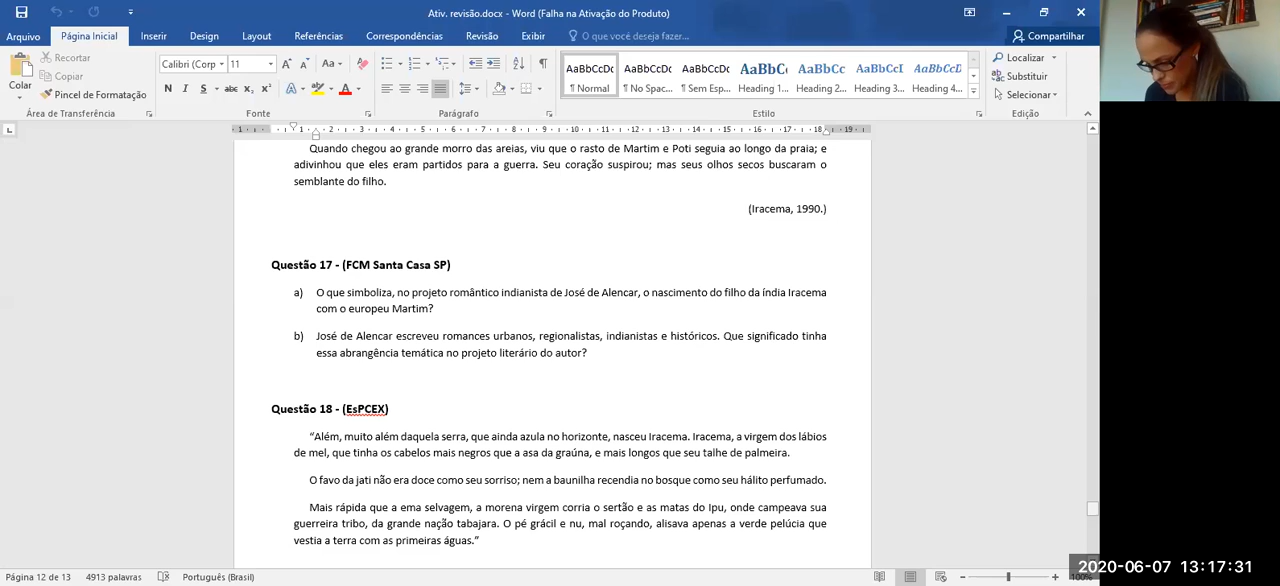 Ativ. revisão.docx - Word (Falha na Ativação do Produto)
Arquivo Página Inicial Inserir Design Layout Referências Correspondências Revisão Exibir O que você deseja fazer... Compartilhar
Colar
Recortar
Copiar
Pincel de Formatação
Área de Transferência
Calibri (Corp 11
Fonte
Parágrafo
AaBbCcDc AaBbCcDc AaBbCcDc AaBbC AaBbCc AaBbCcI AaBbCcD
¶ Normal ¶ No Spac... ¶ Sem Esp... Heading 1... Heading 2... Heading 3... Heading 4...
Estilo
Localizar
Substituir
Selecionar
Edição
Quando chegou ao grande morro das areias, viu que o rasto de Martim e Poti seguia ao longo da praia; e
adivinhou que eles eram partidos para a guerra. Seu coração suspirou; mas seus olhos secos buscaram o
semblante do filho.
(Iracema, 1990.)
Questão 17 - (FCM Santa Casa SP)
a) O que simboliza, no projeto romântico indianista de José de Alencar, o nascimento do filho da índia Iracema
com o europeu Martim?
b) José de Alencar escreveu romances urbanos, regionalistas, indianistas e históricos. Que significado tinha
essa abrangência temática no projeto literário do autor?
Questão 18 - (EsPCEX)
“Além, muito além daquela serra, que ainda azula no horizonte, nasceu Iracema. Iracema, a virgem dos lábios
de mel, que tinha os cabelos mais negros que a asa da graúna, e mais longos que seu talhe de palmeira.
O favo da jati não era doce como seu sorriso; nem a baunilha recendia no bosque como seu hálito perfumado.
Mais rápida que a ema selvagem, a morena virgem corria o sertão e as matas do Ipu, onde campeava sua
guerreira tribo, da grande nação tabajara. O pé grácil e nu, mal roçando, alisava apenas a verde pelúcia que
vestia a terra com as primeiras águas.“
Página 12 de 13 4913 palavras Português (Brasil) 100%
2020-06-07 13:17:31